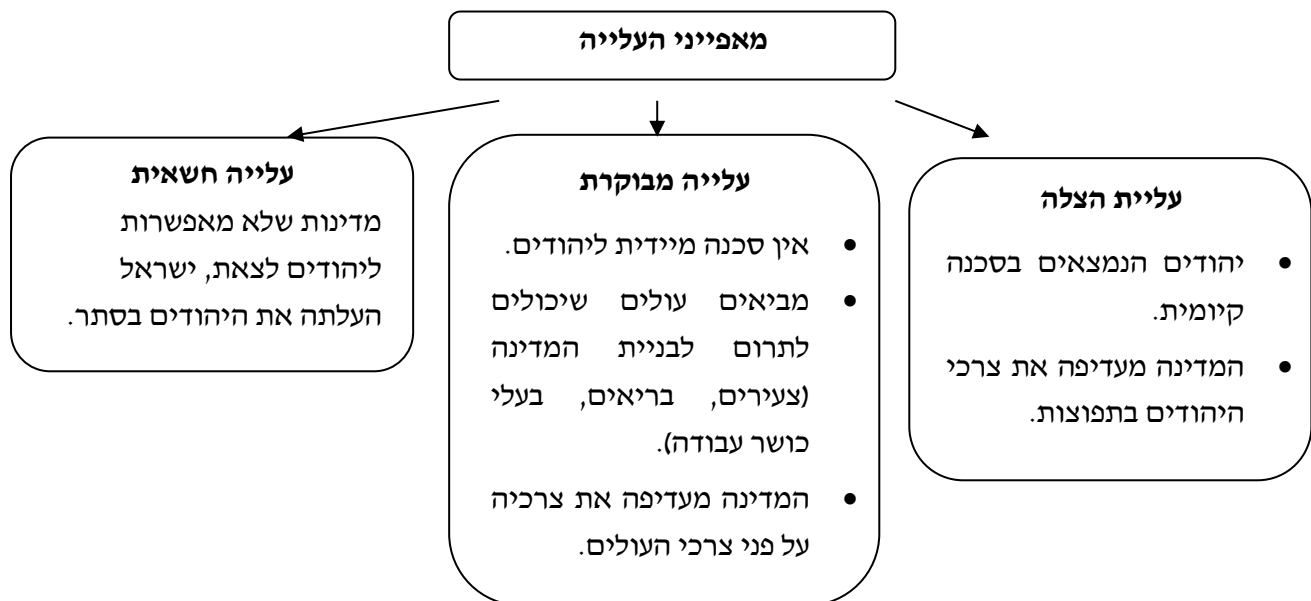 מאפייני העלייה
עליית הצלה
• יהודים הנמצאים בסכנה
קיומית.
• המדינה מעדיפה את צרכי
היהודים בתפוצות.
עלייה מבוקרת
• אין סכנה מיידית ליהודים.
• מביאים עולים שיכולים
לתרום לבניית המדינה
(צעירים, בריאים, בעלי
כושר עבודה).
• המדינה מעדיפה את צרכיה
על פני צרכי העולים.
עלייה חשאית
מדינות שלא מאפשרות
ליהודים לצאת, ישראל
העלתה את היהודים בסתר.